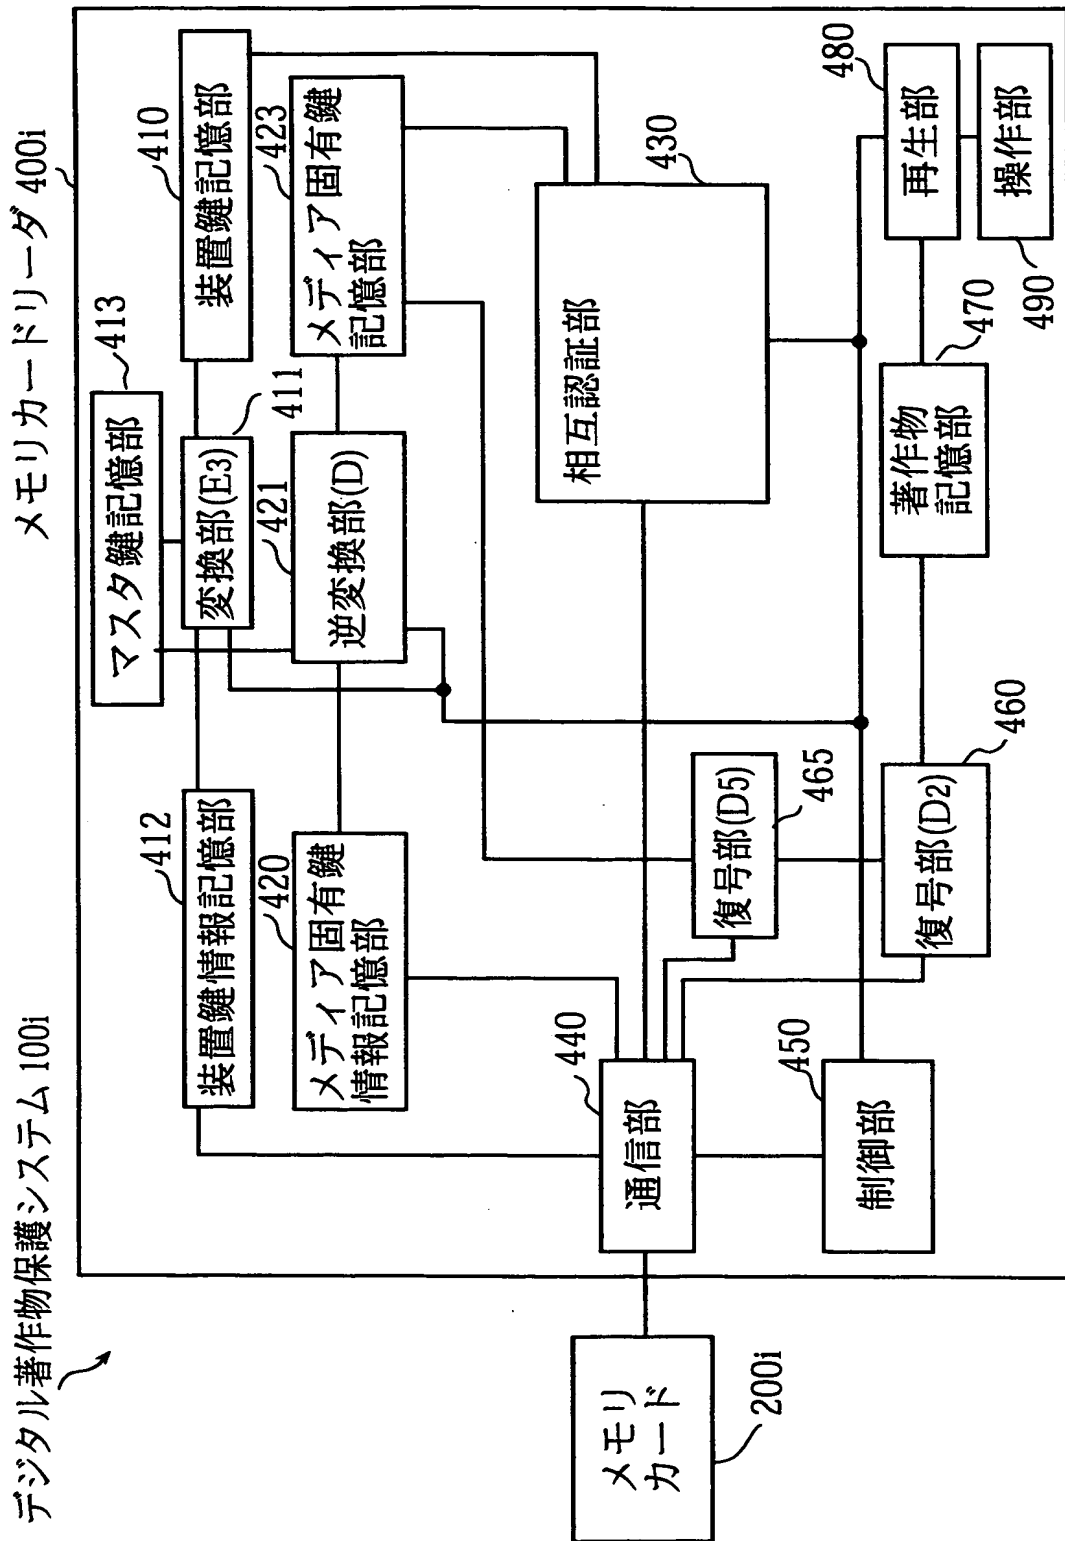 デジタル著作物保護システム 100i
メモリカードリーダ 400i
マスタ鍵記憶部
413
装置鍵情報記憶部
412
変換部(E3)
411
装置鍵記憶部
410
メディア固有鍵
情報記憶部
420
逆変換部(D)
421
メディア固有鍵
記憶部
423
相互認証部
430
メモリ
カード
200i
通信部
440
復号部(D5)
465
制御部
450
復号部(D2)
460
著作物
記憶部
470
再生部
480
操作部
490